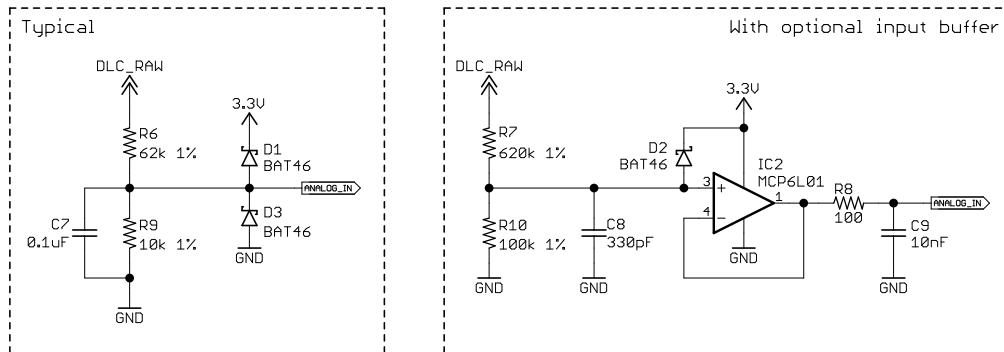 Typical
DLC_RAW
R6
62k 1%
3.3V
D1
BAT46
ANALOG_IN
D3
BAT46
GND
C7
0.1uF
R9
10k 1%
GND
With optional input buffer
DLC_RAW
R7
620k 1%
3.3V
D2
BAT46
IC2
MCP6L01
3
+
4
-
1
R8
100
ANALOG_IN
R10
100k 1%
C8
330pF
C9
10nF
GND
GND
GND
GND